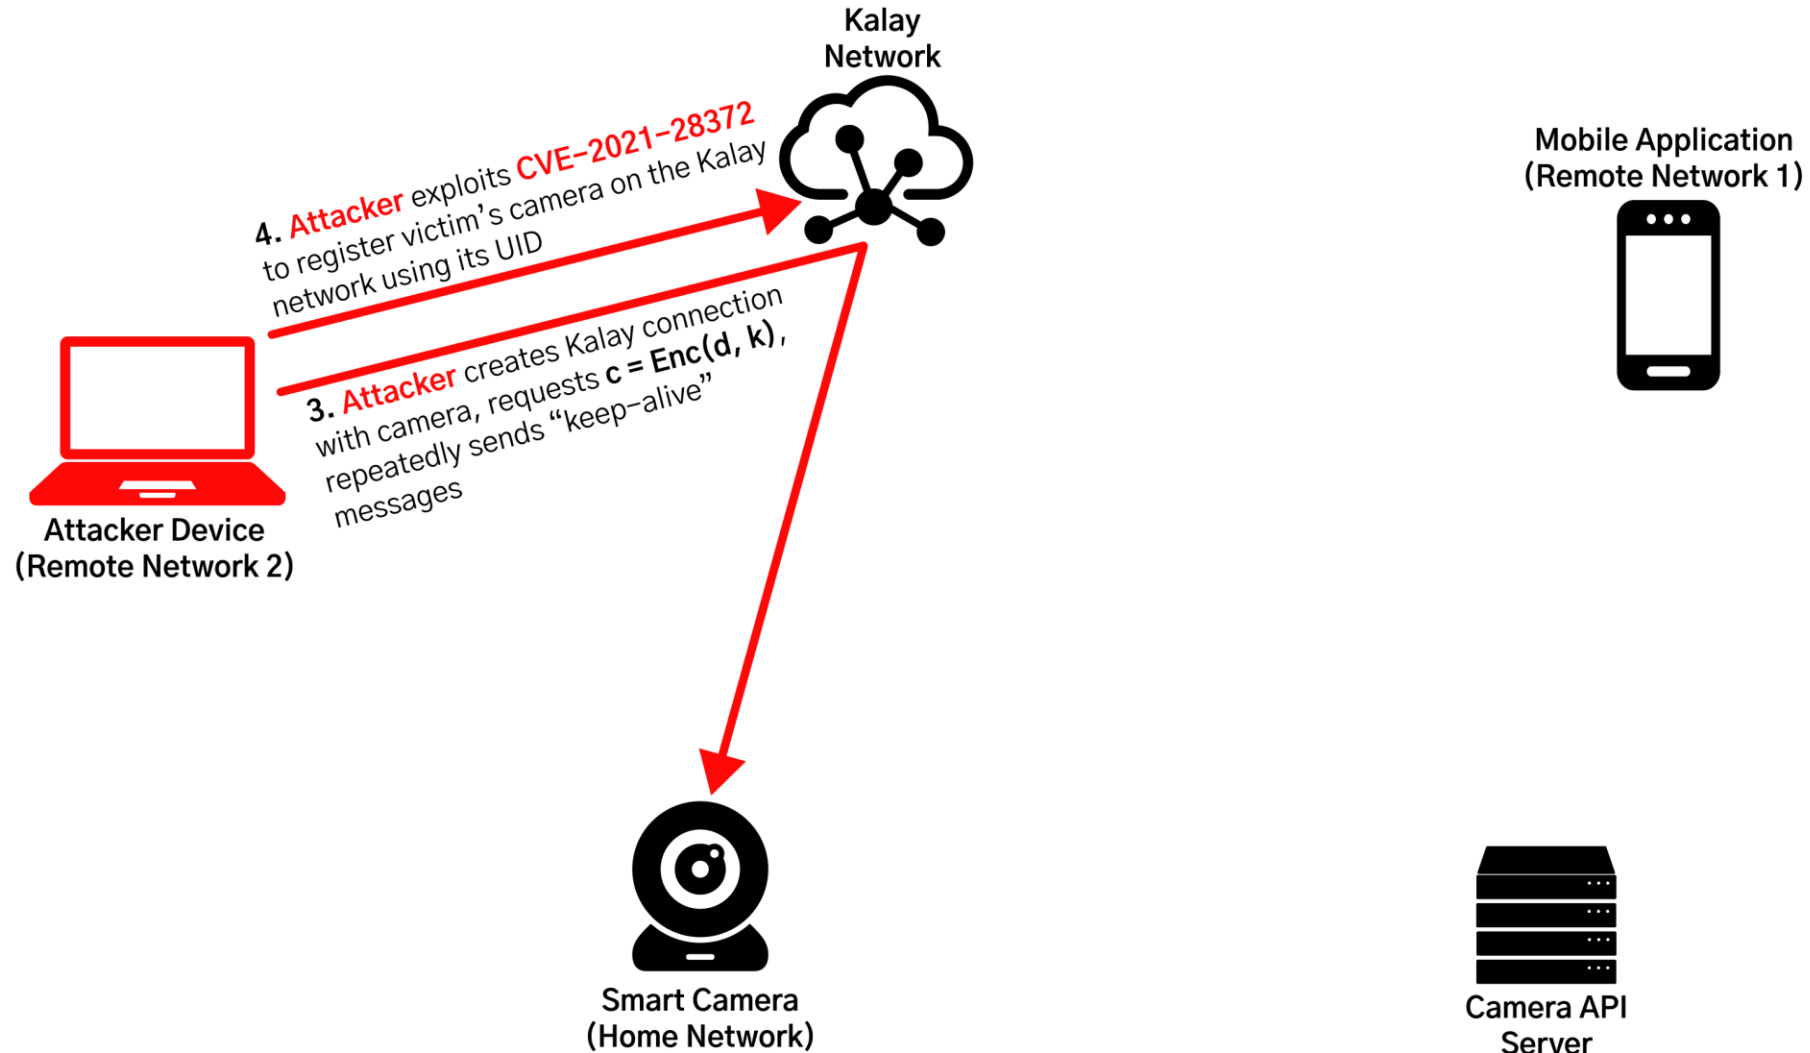 Kalay
Network
Mobile Application
(Remote Network 1)
4. Attacker exploits CVE-2021-28372
to register victim's camera on the Kalay
network using its UID
3. Attacker creates Kalay connection
with camera, requests c = Enc(d, k),
repeatedly sends “keep-alive”
messages
Attacker Device
(Remote Network 2)
Smart Camera
(Home Network)
Camera API
Server